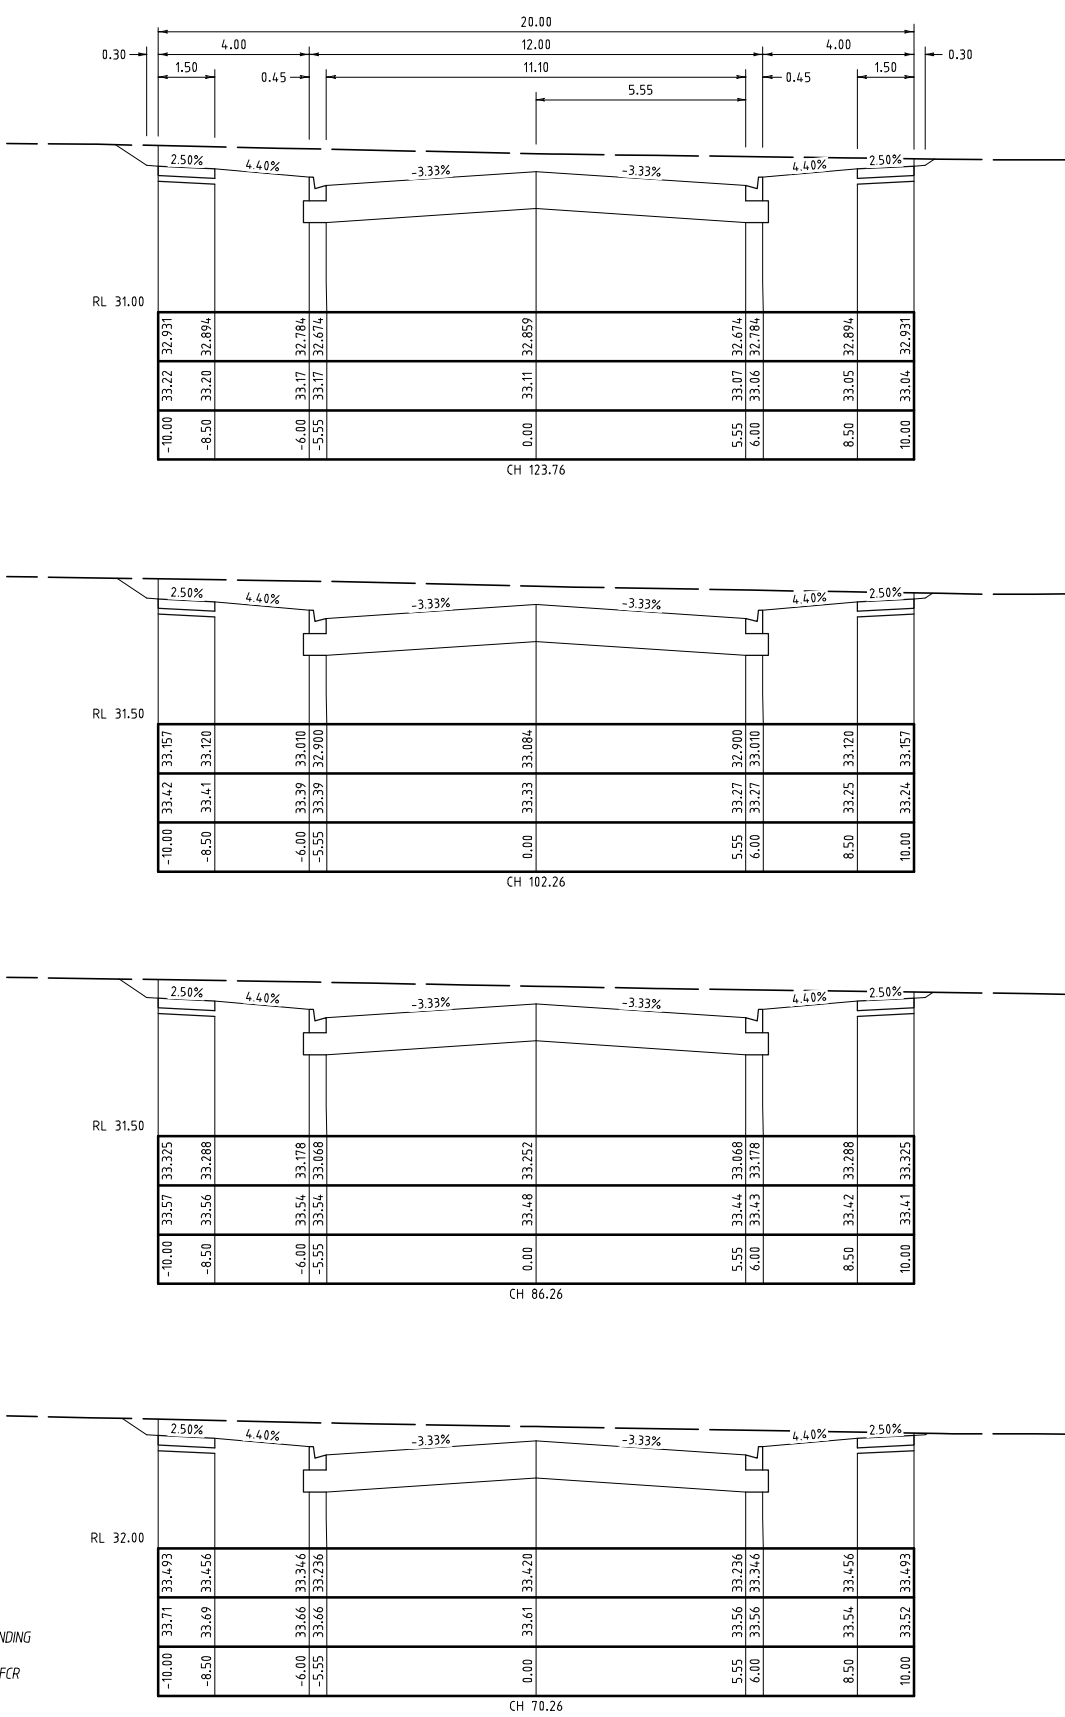 20.00
4.00 12.00 4.00
0.30 0.30
1.50 0.45 11.10 0.45 1.50
5.55
2.50% 4.40% -3.33% -3.33% 4.40% 2.50%
RL 31.00
32.931 32.894 32.784 32.674 32.859 32.674 32.784 32.894 32.931
33.22 33.20 33.17 33.17 33.11 33.07 33.06 33.05 33.04
-10.00 -8.50 -6.00 -5.55 0.00 5.55 6.00 8.50 10.00
CH 123.76
2.50% 4.40% -3.33% -3.33% 4.40% 2.50%
RL 31.50
33.157 33.120 33.010 32.900 33.084 32.900 33.010 33.120 33.157
33.42 33.41 33.39 33.39 33.33 33.27 33.27 33.25 33.24
-10.00 -8.50 -6.00 -5.55 0.00 5.55 6.00 8.50 10.00
CH 102.26
2.50% 4.40% -3.33% -3.33% 4.40% 2.50%
RL 31.50
33.325 33.288 33.178 33.068 33.252 33.068 33.178 33.288 33.325
33.57 33.56 33.54 33.54 33.48 33.44 33.43 33.42 33.41
-10.00 -8.50 -6.00 -5.55 0.00 5.55 6.00 8.50 10.00
CH 86.26
2.50% 4.40% -3.33% -3.33% 4.40% 2.50%
RL 32.00
33.493 33.456 33.346 33.236 33.420 33.236 33.346 33.456 33.493
33.71 33.69 33.66 33.66 33.61 33.56 33.56 33.54 33.52
NDING
-10.00 -8.50 -6.00 -5.55 0.00 5.55 6.00 8.50 10.00
FCR
CH 70.26